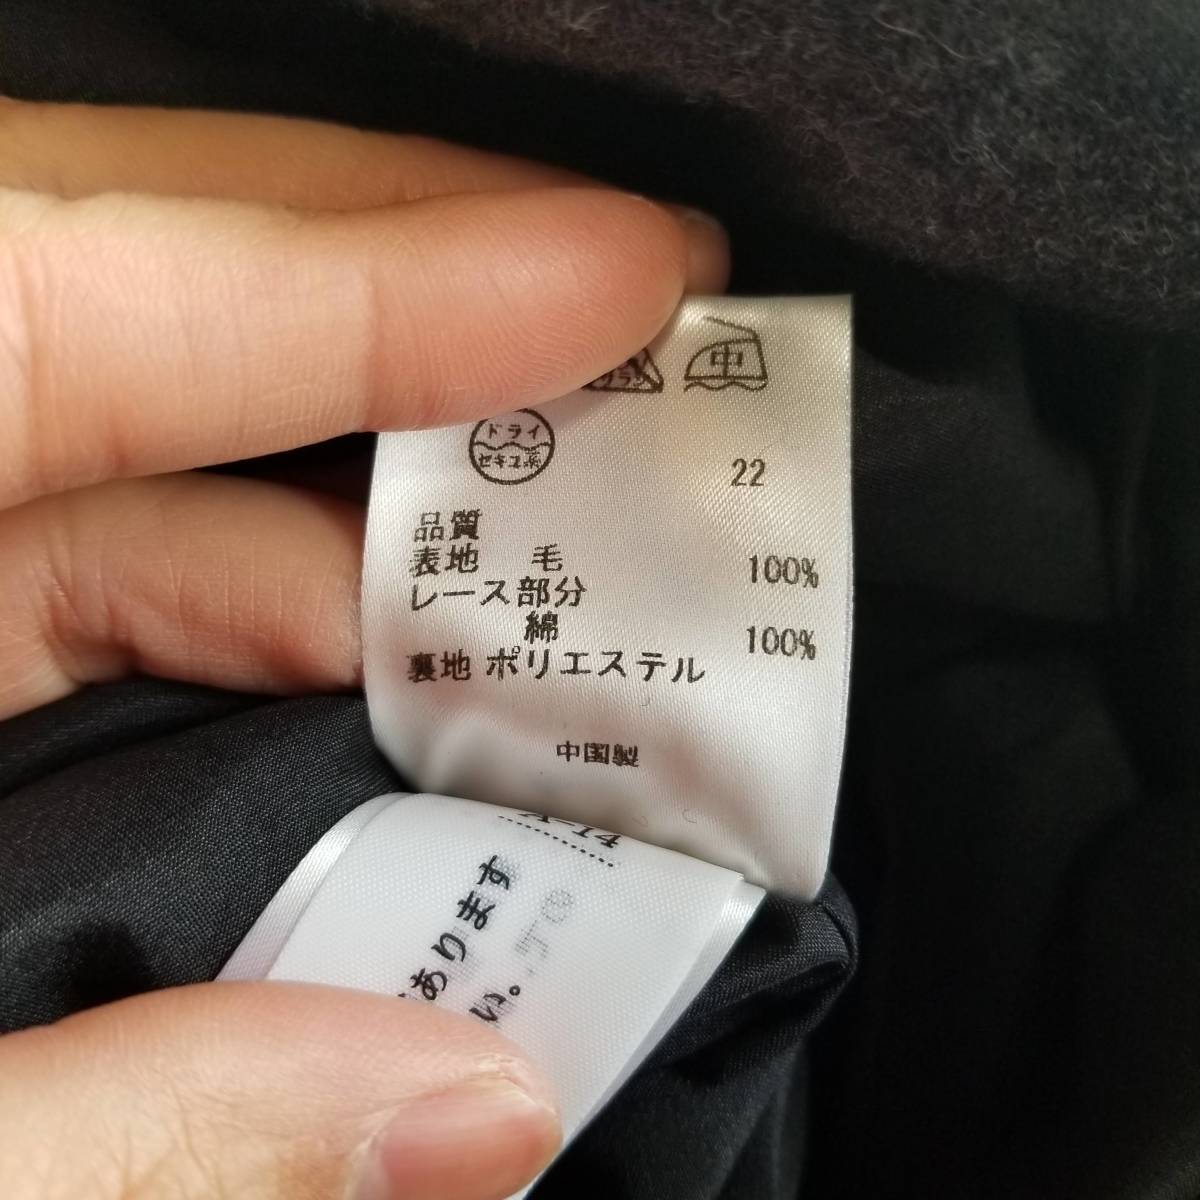 中
ドライ
セキユ系
22
品質
表地 毛 100%
レース部分
綿 100%
裏地 ポリエステル
中国製
あります
い。